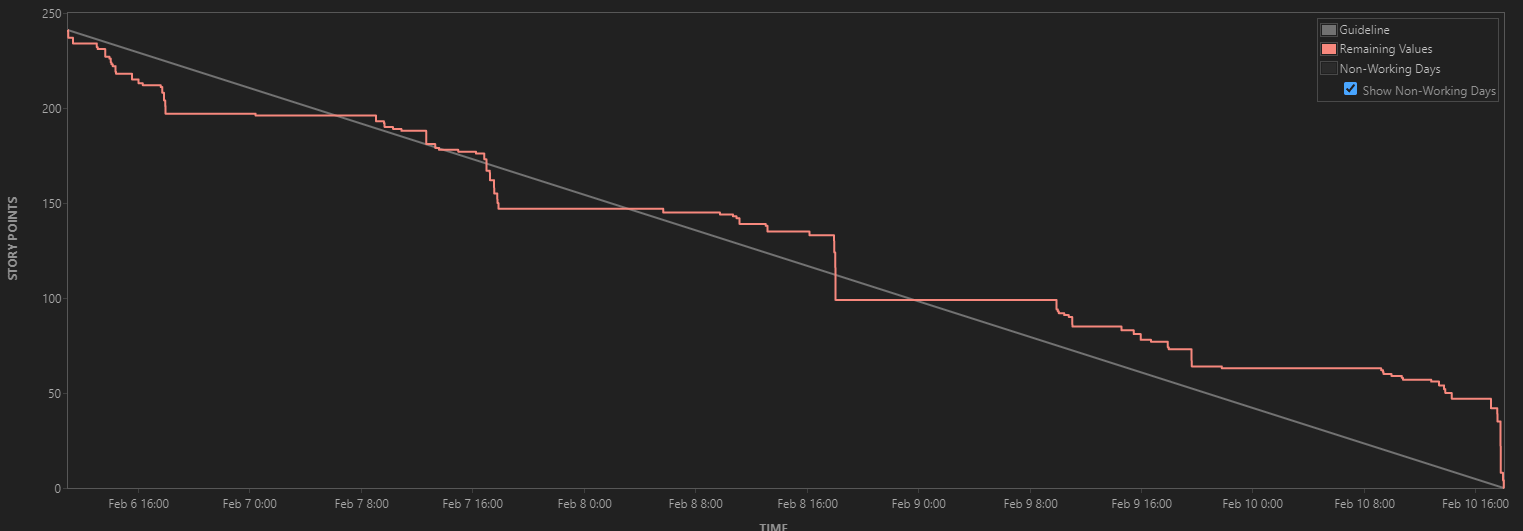 250
200
150
100
50
0
STORY POINTS
Guideline
Remaining Values
Non-Working Days
Show Non-Working Days
Feb 6 16:00 Feb 7 0:00 Feb 7 8:00 Feb 7 16:00 Feb 8 0:00 Feb 8 8:00 Feb 8 16:00 Feb 9 0:00 Feb 9 8:00 Feb 9 16:00 Feb 10 0:00 Feb 10 8:00 Feb 10 16:00
TIME